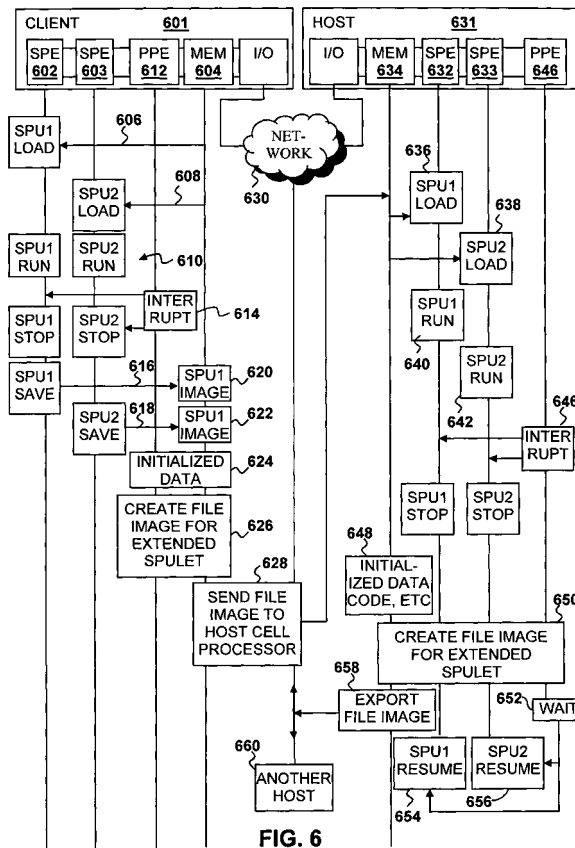 CLIENT 601
HOST 631
SPE 602
SPE 603
PPE 612
MEM 604
I/O
I/O
MEM 634
SPE 632
SPE 633
PPE 646
SPU1 LOAD
606
NET-
WORK
630
636
SPU1
LOAD
SPU2
LOAD
608
638
SPU2
LOAD
SPU1
RUN
SPU2
RUN
610
INTER
RUPT
614
SPU1
RUN
640
SPU1
STOP
SPU2
STOP
SPU2
RUN
642
SPU1
SAVE
616
SPU1
IMAGE
620
646
INTER
RUPT
SPU2
SAVE
618
SPU1
IMAGE
622
INITIALIZED
DATA
624
SPU1
STOP
SPU2
STOP
CREATE FILE
IMAGE FOR
EXTENDED
SPULET
626
648
INITIAL-
IZED DATA
CODE, ETC
628
SEND FILE
IMAGE TO
HOST CELL
PROCESSOR
650
CREATE FILE IMAGE
FOR EXTENDED
SPULET
658
EXPORT
FILE IMAGE
652
WAIT
660
ANOTHER
HOST
SPU1
RESUME
SPU2
RESUME
654
656
FIG. 6